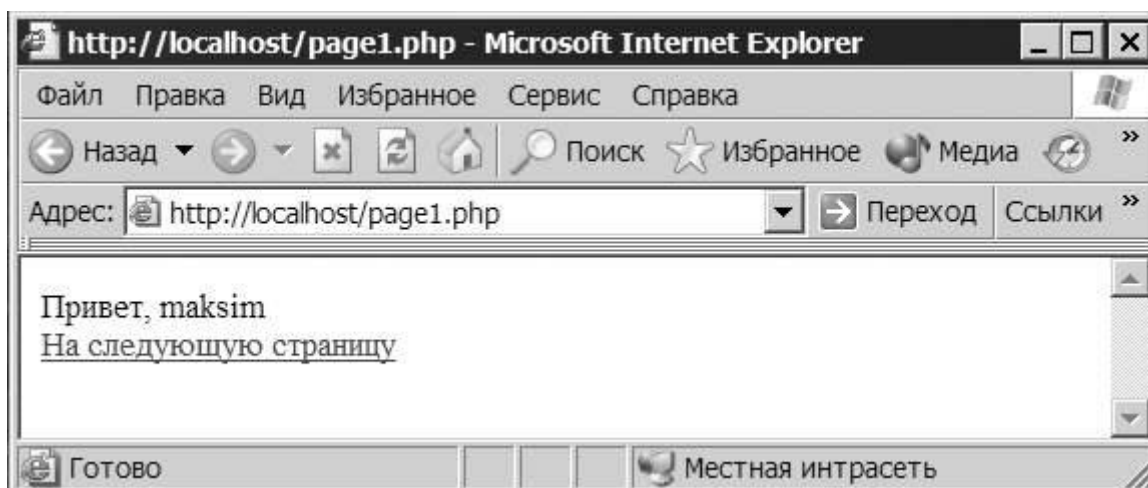 http://localhost/page1.php - Microsoft Internet Explorer
Файл Правка Вид Избранное Сервис Справка
Назад Поиск Избранное Медиа »
Адрес: http://localhost/page1.php Переход Ссылки »
Привет, maksim
На следующую страницу
Готово Местная интрасеть